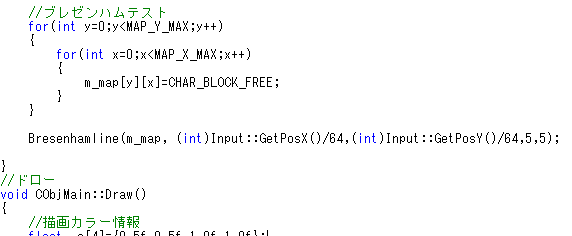 //ブレゼンハムテスト
for(int y=0;y<MAP_Y_MAX;y++)
{
for(int x=0;x<MAP_X_MAX;x++)
{
m_map[y][x]=CHAR_BLOCK_FREE;
}
}
Bresenhamline(m_map, (int)Input::GetPosX()/64,(int)Input::GetPosY()/64,5,5);
}
//ドロー
void CObjMain::Draw()
{
//描画カラー情報
float c[4]={0.5f,0.5f,1.0f,1.0f};